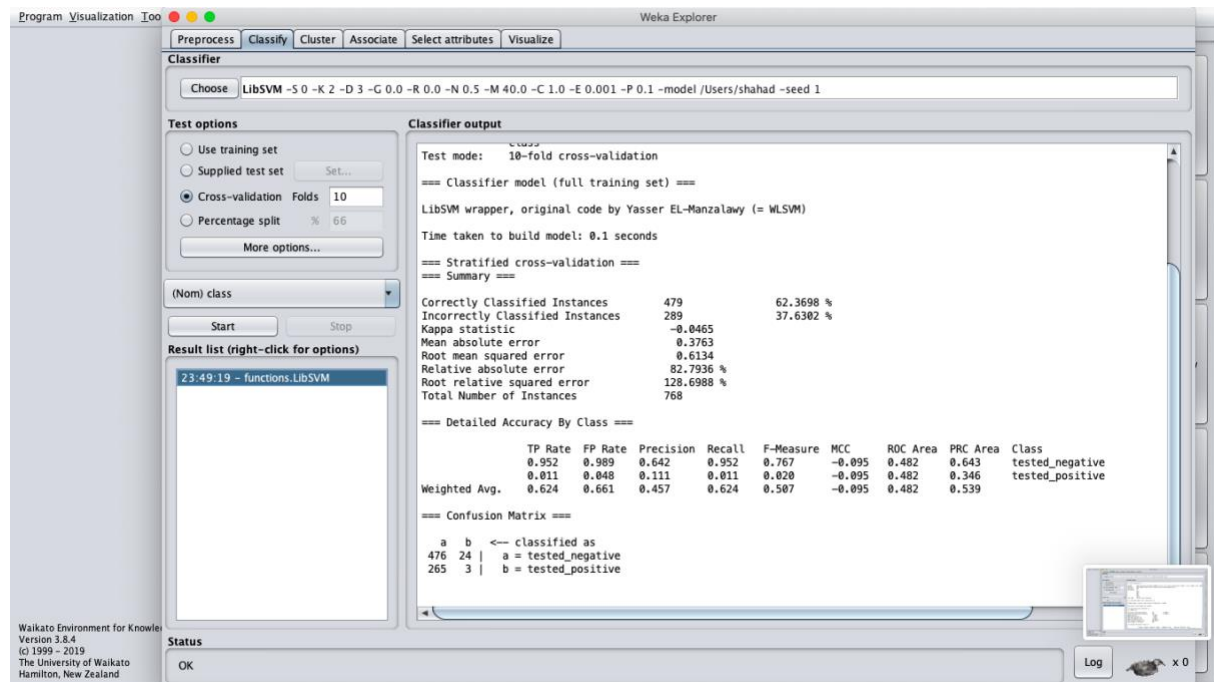 Program Visualization Too
Weka Explorer
Preprocess Classify Cluster Associate Select attributes Visualize
Classifier
Choose LibSVM -S 0 -K 2 -D 3 -G 0.0 -R 0.0 -N 0.5 -M 40.0 -C 1.0 -E 0.001 -P 0.1 -model /Users/shahad -seed 1
Test options
Use training set
Supplied test set Set...
Cross-validation Folds 10
Percentage split % 66
More options...
(Nom) class
Start Stop
Result list (right-click for options)
23:49:19 - functions.LibSVM
Classifier output
Test mode: 10-fold cross-validation
=== Classifier model (full training set) ===
LibSVM wrapper, original code by Yasser EL-Manzalawy (= WLSVM)
Time taken to build model: 0.1 seconds
=== Stratified cross-validation ===
=== Summary ===
Correctly Classified Instances 479 62.3698 %
Incorrectly Classified Instances 289 37.6302 %
Kappa statistic -0.0465
Mean absolute error 0.3763
Root mean squared error 0.6134
Relative absolute error 82.7936 %
Root relative squared error 128.6988 %
Total Number of Instances 768
=== Detailed Accuracy By Class ===
TP Rate FP Rate Precision Recall F-Measure MCC ROC Area PRC Area Class
0.952 0.989 0.642 0.952 0.767 -0.095 0.482 0.643 tested_negative
0.011 0.048 0.111 0.011 0.020 -0.095 0.482 0.346 tested_positive
Weighted Avg. 0.624 0.661 0.457 0.624 0.507 -0.095 0.482 0.539
=== Confusion Matrix ===
a b <-- classified as
476 24 | a = tested_negative
265 3 | b = tested_positive
Waikato Environment for Knowle
Version 3.8.4
(c) 1999 - 2019
The University of Waikato
Hamilton, New Zealand
Status
OK
Log x 0